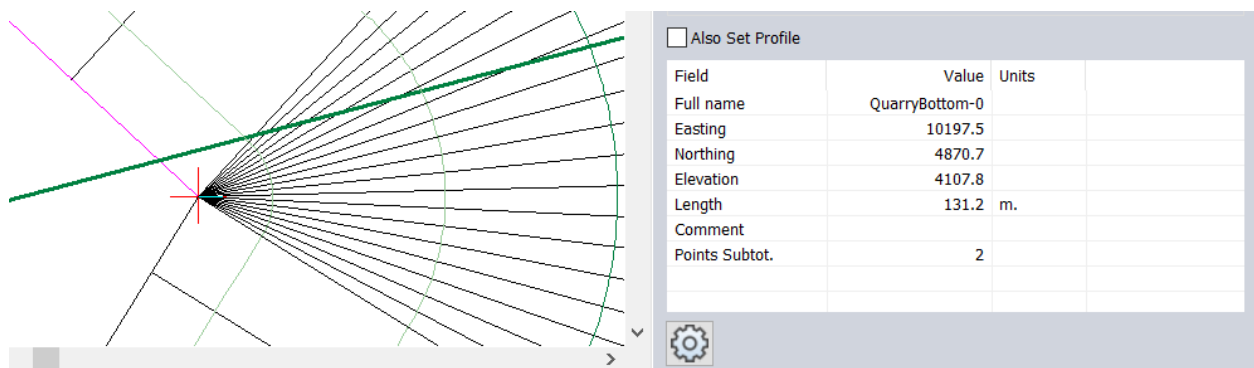 Also Set Profile
Field Value Units
Full name QuarryBottom-0
Easting 10197.5
Northing 4870.7
Elevation 4107.8
Length 131.2 m.
Comment
Points Subtot. 2